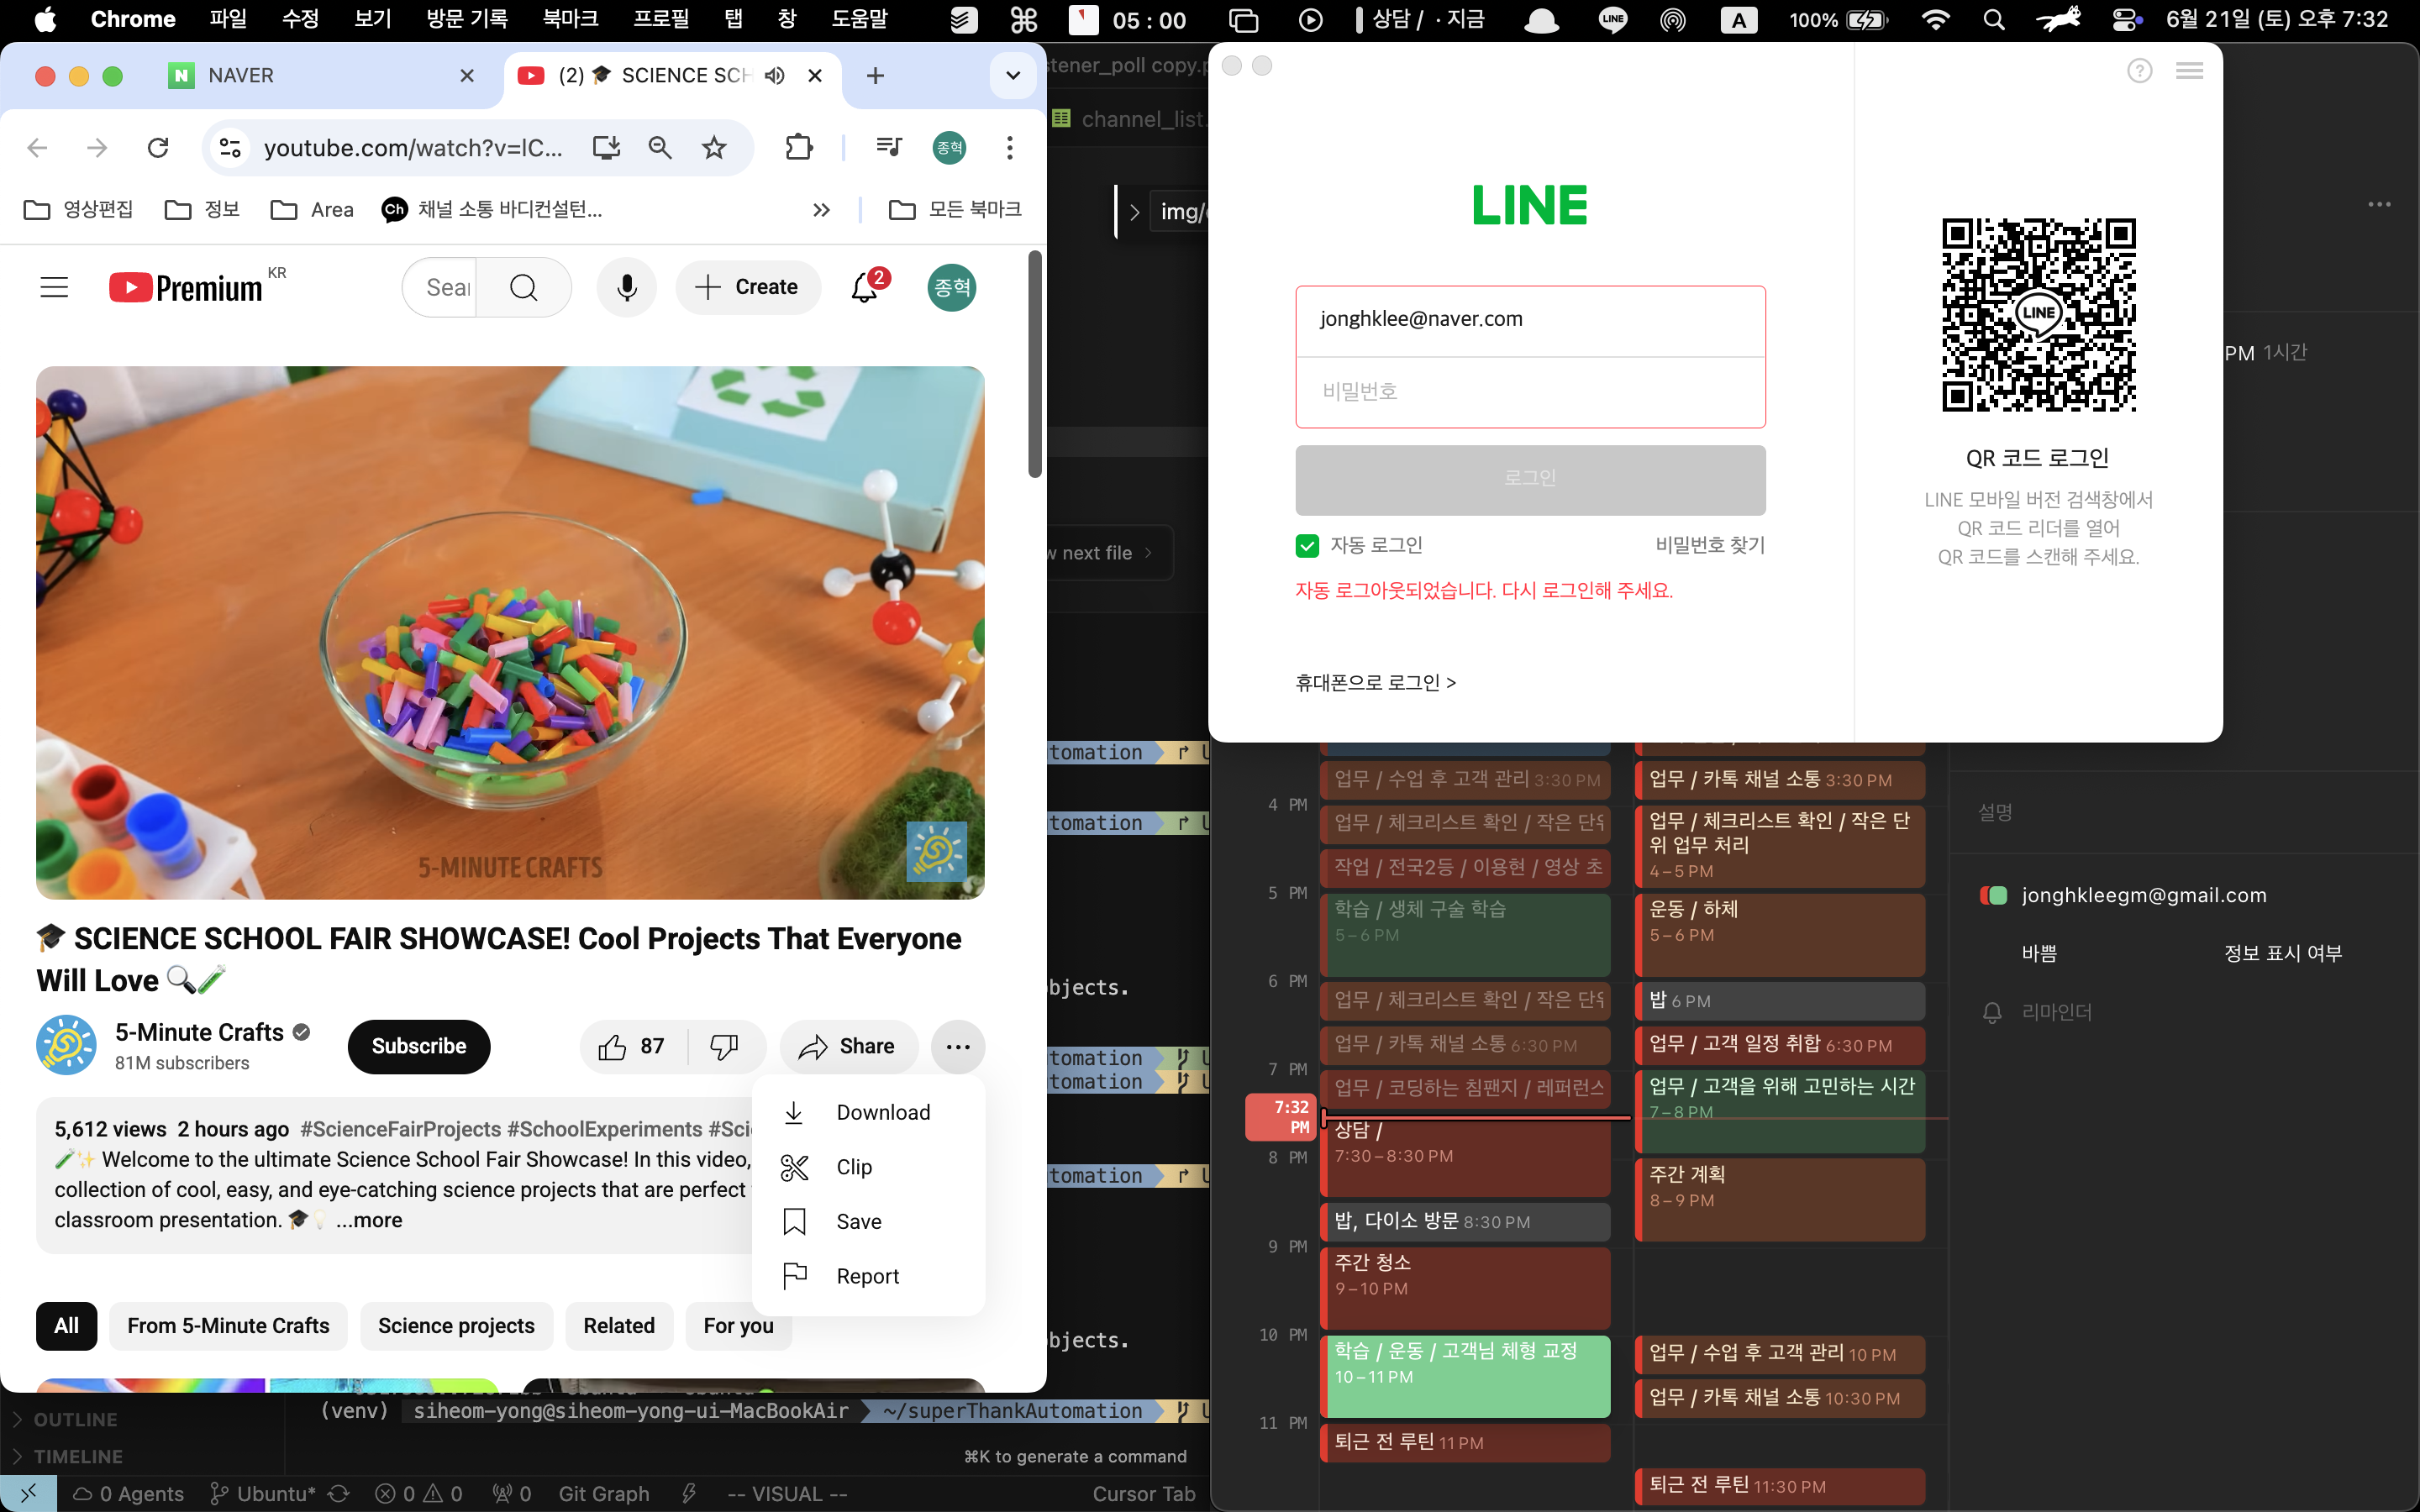 Chrome 파일 수정 보기 방문 기록 북마크 프로필 탭 창 도움말 05 : 00 상담 / · 지금 LINE A 100% 6월 21일 (토) 오후 7:32
N NAVER
(2) 🎓 SCIENCE SCH
youtube.com/watch?v=IC...
종혁
영상편집 정보 Area Ch 채널 소통 바디컨설턴... 모든 북마크
Premium KR
Sear
Create
2
종혁
5-MINUTE CRAFTS
🎓 SCIENCE SCHOOL FAIR SHOWCASE! Cool Projects That Everyone
Will Love 🔍🧪
5-Minute Crafts
81M subscribers
Subscribe
87
Share
Download
Clip
Save
Report
5,612 views 2 hours ago #ScienceFairProjects #SchoolExperiments #Sci
🧪✨ Welcome to the ultimate Science School Fair Showcase! In this video,
collection of cool, easy, and eye-catching science projects that are perfect
classroom presentation. 🎓💡 ...more
All From 5-Minute Crafts Science projects Related For you
stener_poll copy.p
channel_list.
img/
w next file
tomation
tomation
bjects.
tomation
tomation
tomation
bjects.
(venv) siheom-yong@siheom-yong-ui-MacBookAir ~/superThankAutomation
OUTLINE
TIMELINE
⌘K to generate a command
0 Agents Ubuntu* 0 0 0 Git Graph -- VISUAL -- Cursor Tab
LINE
jonghklee@naver.com
비밀번호
로그인
자동 로그인
비밀번호 찾기
자동 로그아웃되었습니다. 다시 로그인해 주세요.
휴대폰으로 로그인 >
LINE
QR 코드 로그인
LINE 모바일 버전 검색창에서
QR 코드 리더를 열어
QR 코드를 스캔해 주세요.
PM 1시간
4 PM
5 PM
6 PM
7 PM
7:32
PM
8 PM
9 PM
10 PM
11 PM
업무 / 수업 후 고객 관리 3:30 PM
업무 / 체크리스트 확인 / 작은 단위
작업 / 전국2등 / 이용현 / 영상 초
학습 / 생체 구술 학습
5 – 6 PM
업무 / 체크리스트 확인 / 작은 단위
업무 / 카톡 채널 소통 6:30 PM
업무 / 코딩하는 침팬지 / 레퍼런스
상담 /
7:30 – 8:30 PM
밥, 다이소 방문 8:30 PM
주간 청소
9 – 10 PM
학습 / 운동 / 고객님 체형 교정
10 – 11 PM
퇴근 전 루틴 11 PM
업무 / 카톡 채널 소통 3:30 PM
업무 / 체크리스트 확인 / 작은 단
위 업무 처리
4 – 5 PM
운동 / 하체
5 – 6 PM
밥 6 PM
업무 / 고객 일정 취합 6:30 PM
업무 / 고객을 위해 고민하는 시간
7 – 8 PM
주간 계획
8 – 9 PM
업무 / 수업 후 고객 관리 10 PM
업무 / 카톡 채널 소통 10:30 PM
퇴근 전 루틴 11:30 PM
설명
jonghkleegm@gmail.com
바쁨 정보 표시 여부
리마인더